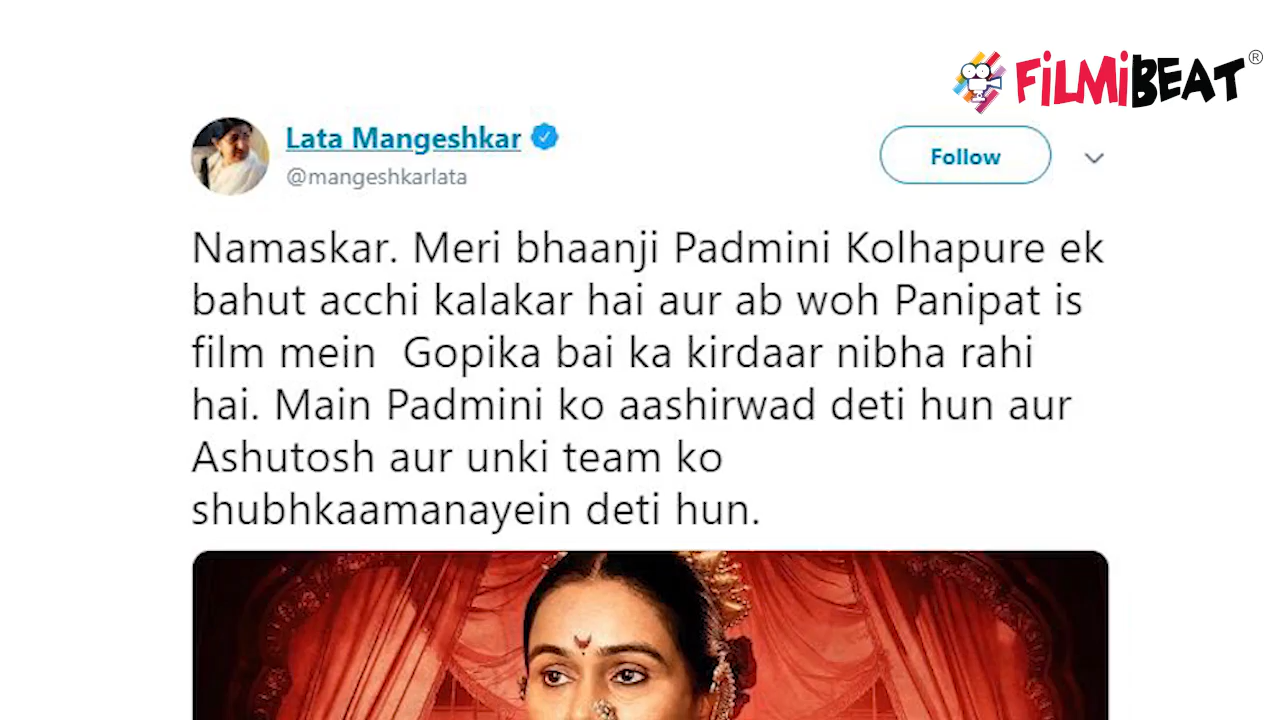 FiLMiBEAT®
Lata Mangeshkar
@mangeshkarlata
Follow
Namaskar. Meri bhaanji Padmini Kolhapure ek
bahut acchi kalakar hai aur ab woh Panipat is
film mein  Gopika bai ka kirdaar nibha rahi
hai. Main Padmini ko aashirwad deti hun aur
Ashutosh aur unki team ko
shubhkaamanayein deti hun.